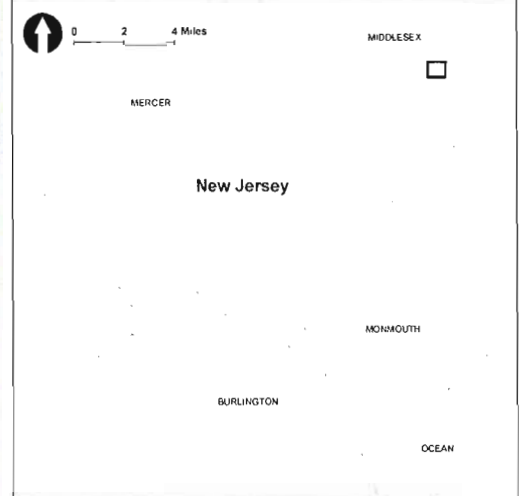 0 2 4 Miles
MIDDLESEX
MERCER
New Jersey
MONMOUTH
BURLINGTON
OCEAN